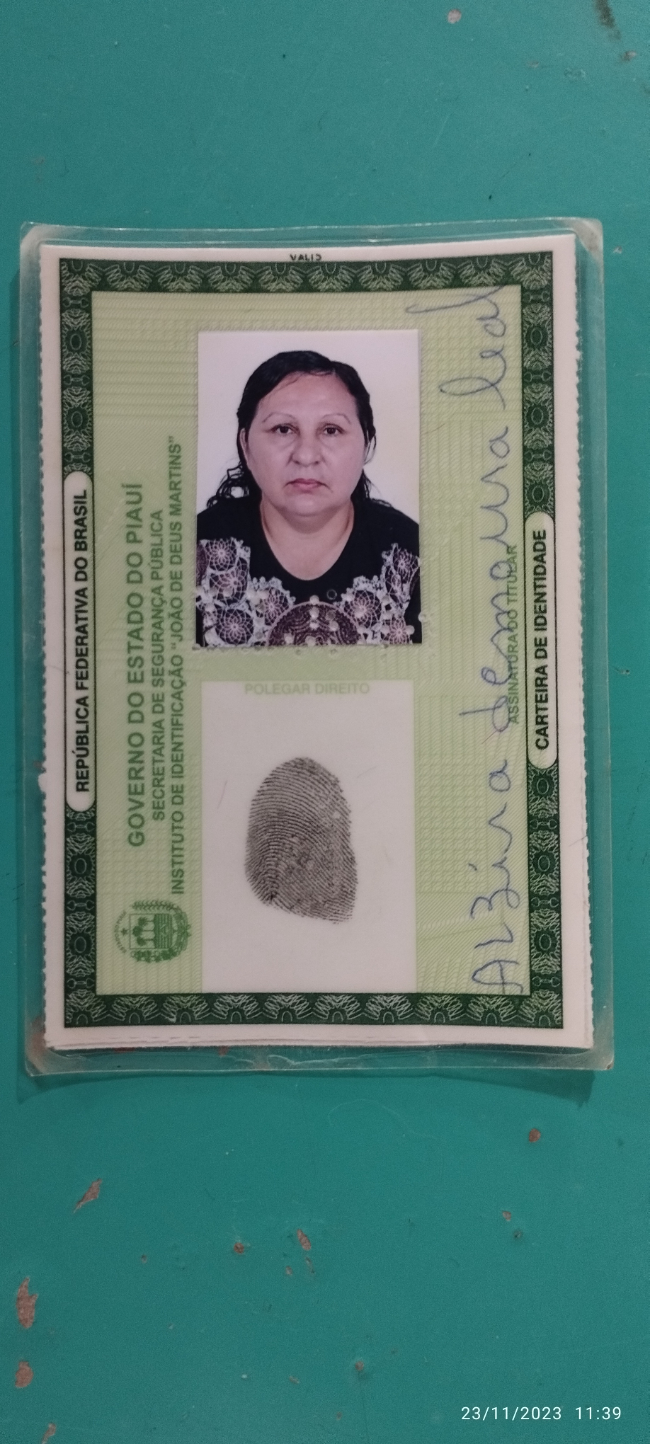 VALID
REPÚBLICA FEDERATIVA DO BRASIL
GOVERNO DO ESTADO DO PIAUÍ
SECRETARIA DE SEGURANÇA PÚBLICA
INSTITUTO DE IDENTIFICAÇÃO "JOÃO DE DEUS MARTINS"
POLEGAR DIREITO
Alzira de moura leal
ASSINATURA DO TITULAR
CARTEIRA DE IDENTIDADE
23/11/2023 11:39